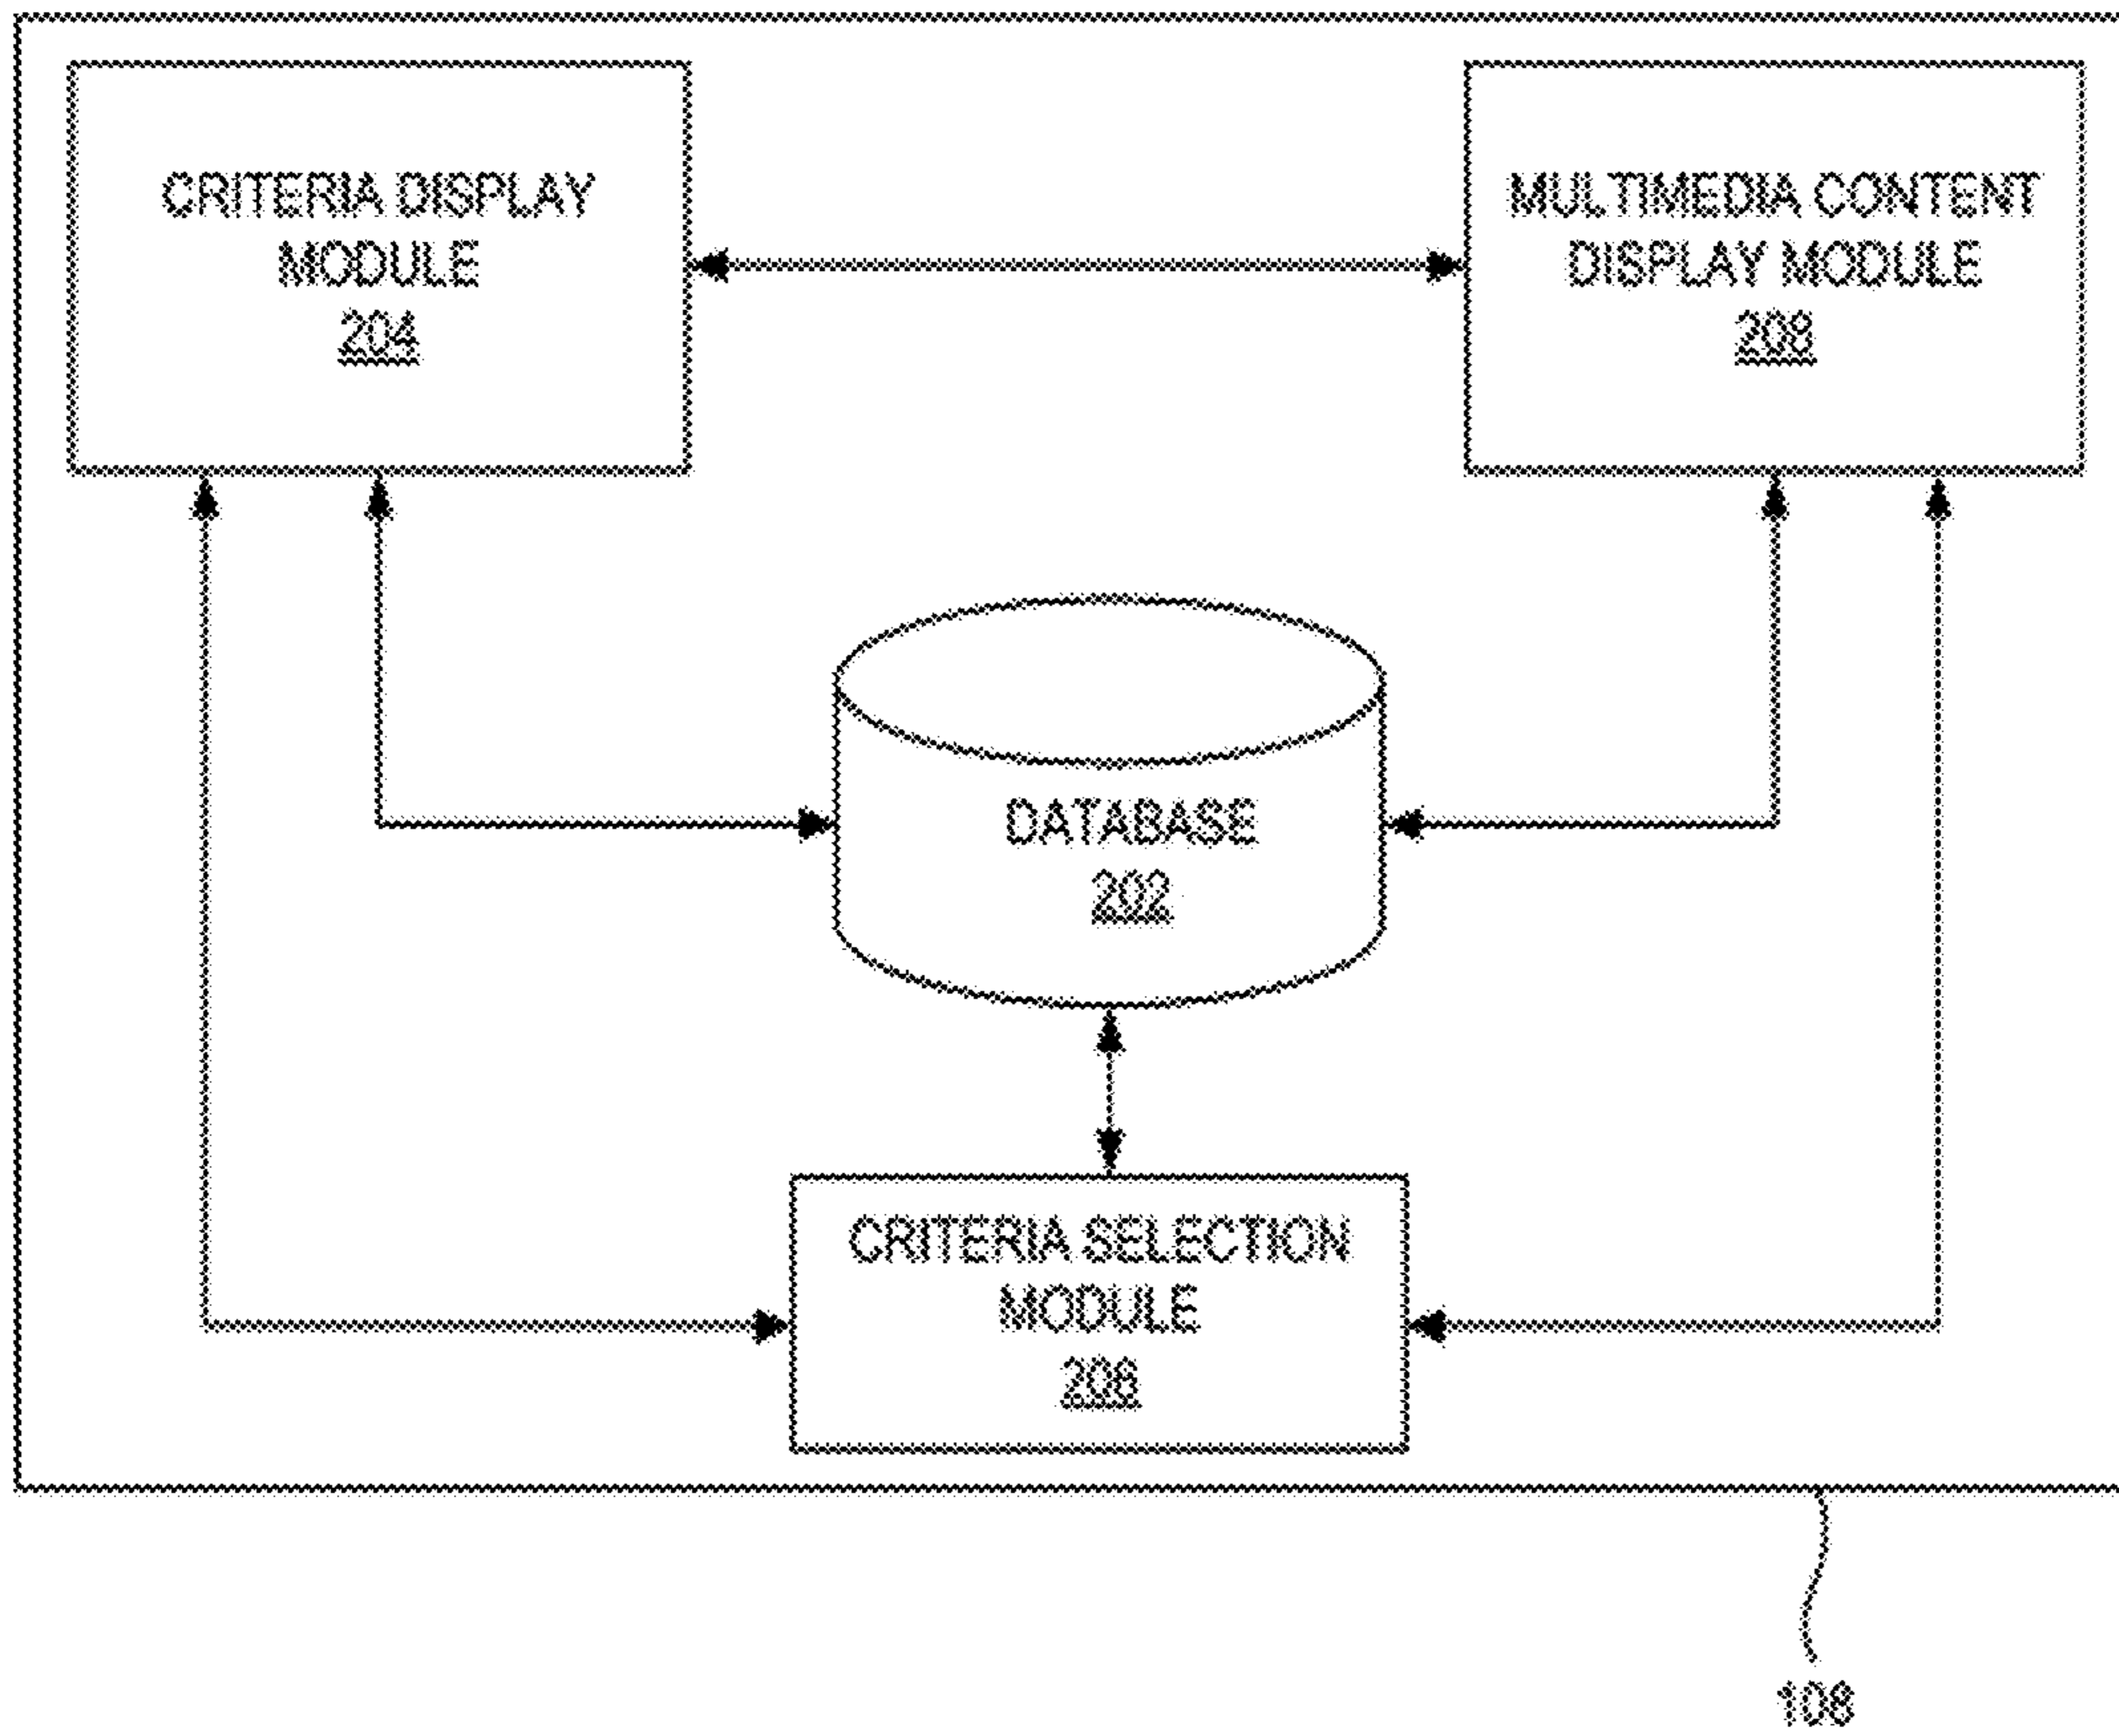 CRITERIA DISPLAY
MODULE
204
MULTIMEDIA CONTENT
DISPLAY MODULE
208
DATABASE
202
CRITERIA SELECTION
MODULE
206
108